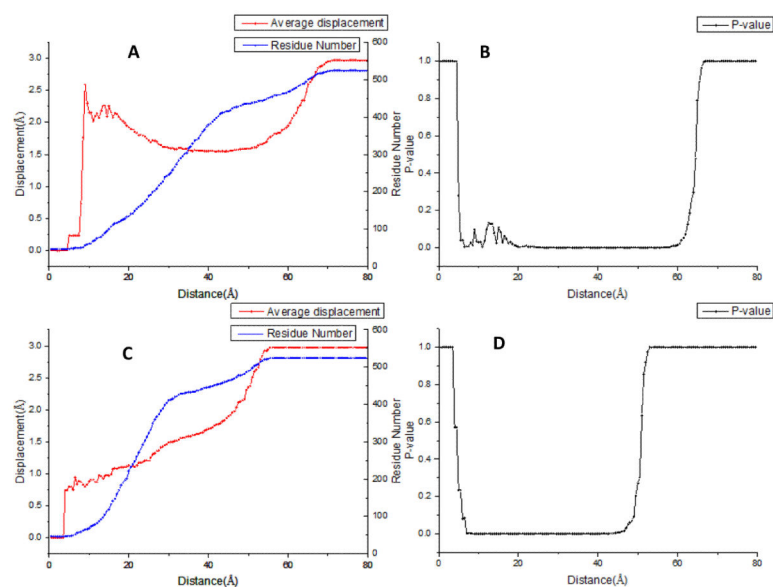 Average displacement
Residue Number
A
Displacement(Å)
3.0
2.5
2.0
1.5
1.0
0.5
0.0
600
500
400
300
200
100
0
Residue Number
0 20 40 60 80
Distance(Å)
P-value
B
P-value
1.0
0.8
0.6
0.4
0.2
0.0
0 20 40 60 80
Distance(Å)
Average displacement
Residue Number
C
Displacement(Å)
3.0
2.5
2.0
1.5
1.0
0.5
0.0
600
500
400
300
200
100
0
Residue Number
0 20 40 60 80
Distance(Å)
P-value
D
P-value
1.0
0.8
0.6
0.4
0.2
0.0
0 20 40 60 80
Distance(Å)